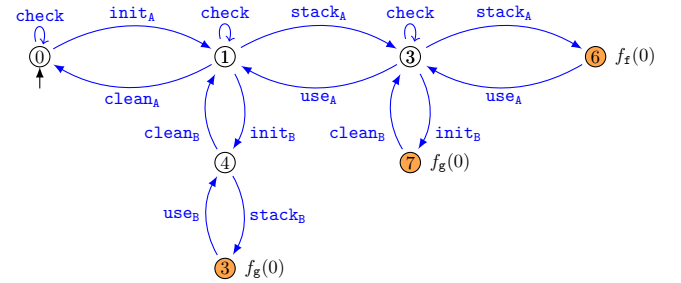 check init_A check stack_A check stack_A
0 1 3 6 f_f(0)
clean_A use_A use_A
clean_B init_B clean_B init_B
4 7 f_g(0)
use_B stack_B
3 f_g(0)